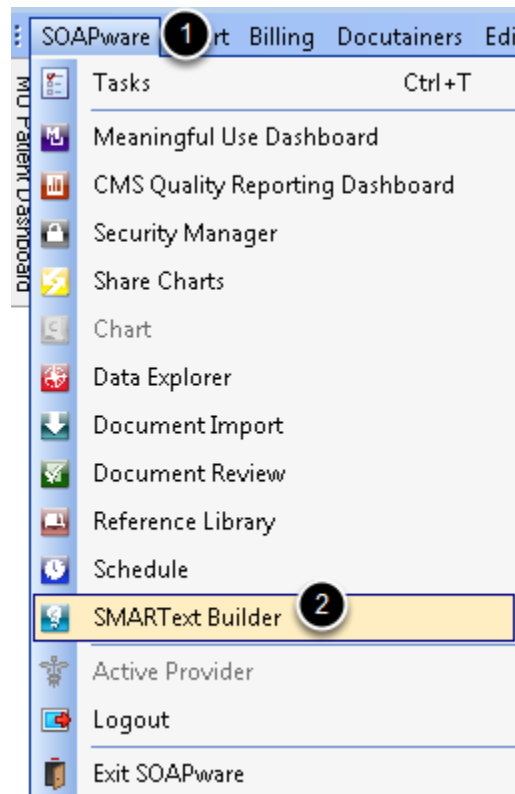 SOAPware 1 rt Billing Docutainers Edi
MU Patient Dashboard
Tasks Ctrl+T
Meaningful Use Dashboard
CMS Quality Reporting Dashboard
Security Manager
Share Charts
Chart
Data Explorer
Document Import
Document Review
Reference Library
Schedule
SMARText Builder 2
Active Provider
Logout
Exit SOAPware